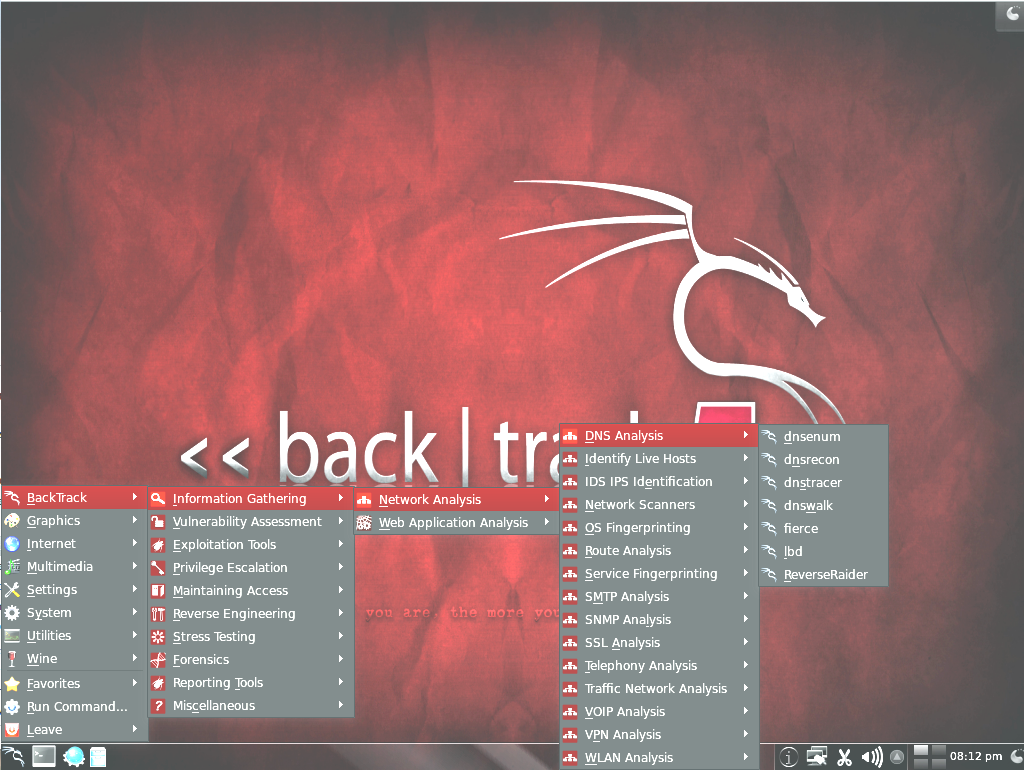 << back | tra
you are, the more you
BackTrack
Graphics
Internet
Multimedia
Settings
System
Utilities
Wine
Favorites
Run Command...
Leave
Information Gathering
Vulnerability Assessment
Exploitation Tools
Privilege Escalation
Maintaining Access
Reverse Engineering
Stress Testing
Forensics
Reporting Tools
Miscellaneous
Network Analysis
Web Application Analysis
DNS Analysis
Identify Live Hosts
IDS IPS Identification
Network Scanners
OS Fingerprinting
Route Analysis
Service Fingerprinting
SMTP Analysis
SNMP Analysis
SSL Analysis
Telephony Analysis
Traffic Network Analysis
VOIP Analysis
VPN Analysis
WLAN Analysis
dnsenum
dnsrecon
dnstracer
dnswalk
fierce
lbd
ReverseRaider
08:12 pm